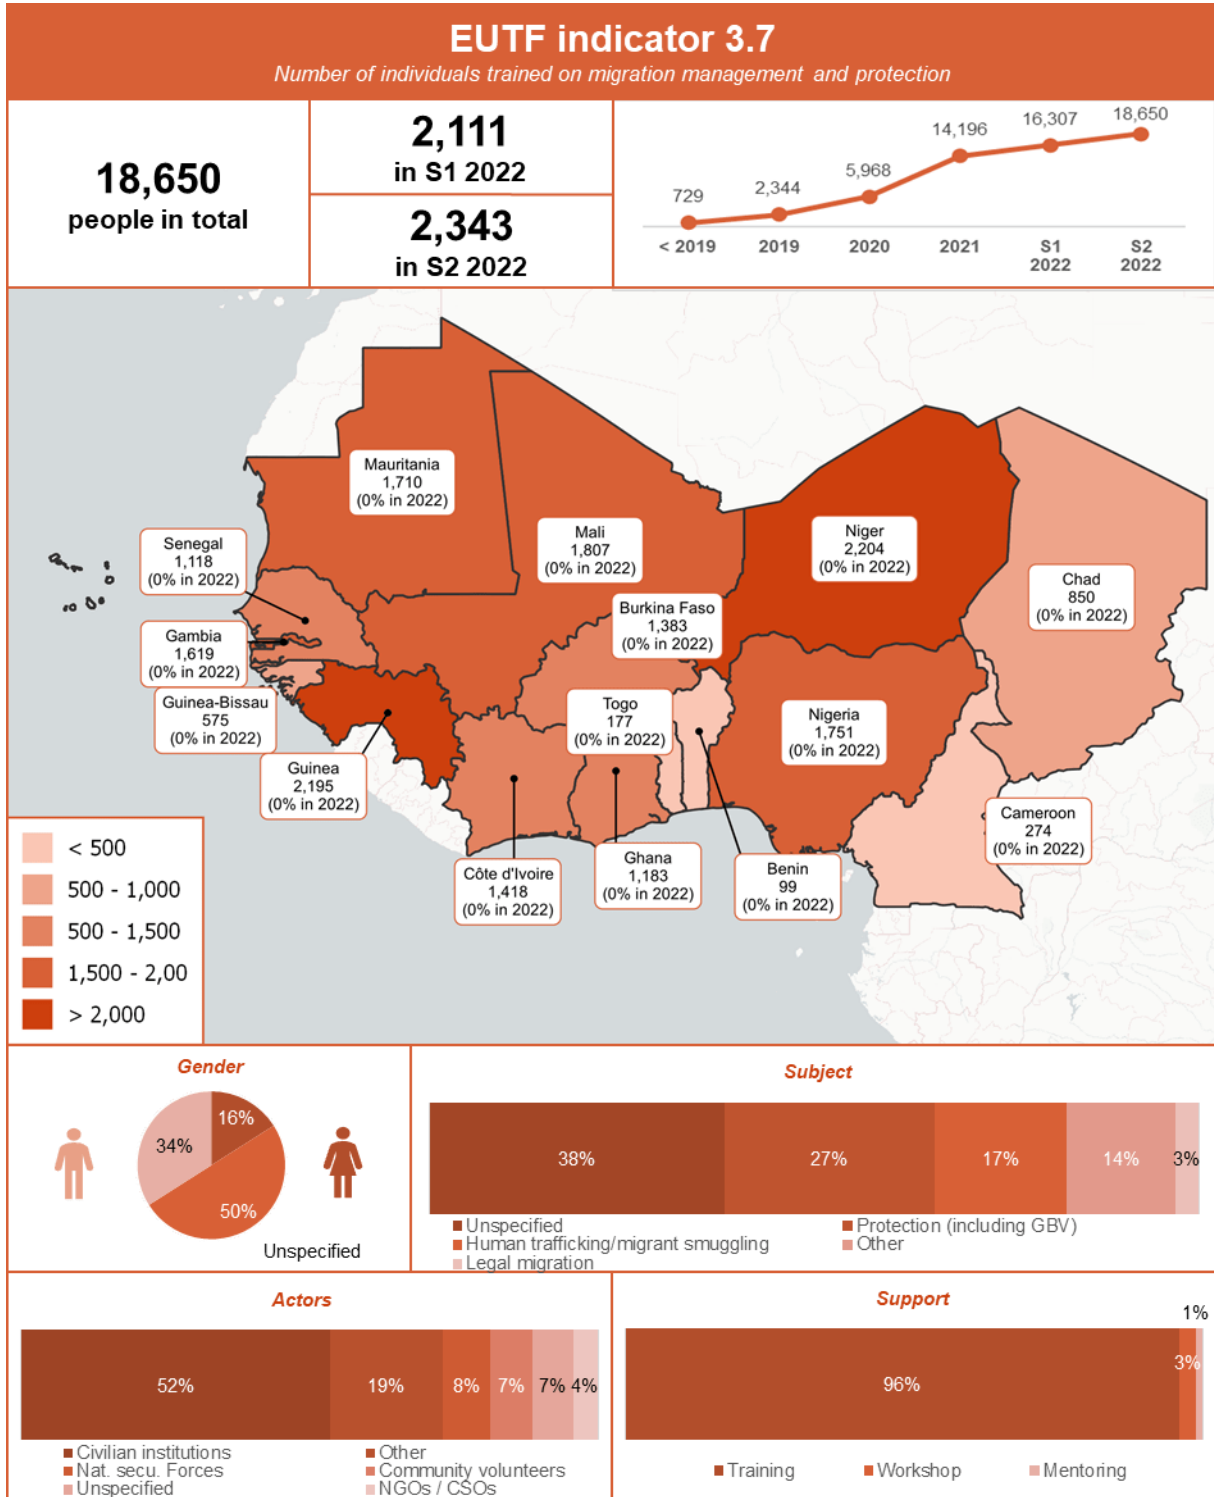 EUTF indicator 3.7
Number of individuals trained on migration management and protection
18,650
people in total
2,111
in S1 2022
2,343
in S2 2022
729
2,344
5,968
14,196
16,307
18,650
< 2019
2019
2020
2021
S1
2022
S2
2022
Mauritania
1,710
(0% in 2022)
Mali
1,807
(0% in 2022)
Niger
2,204
(0% in 2022)
Chad
850
(0% in 2022)
Senegal
1,118
(0% in 2022)
Gambia
1,619
(0% in 2022)
Guinea-Bissau
575
(0% in 2022)
Guinea
2,195
(0% in 2022)
Burkina Faso
1,383
(0% in 2022)
Togo
177
(0% in 2022)
Nigeria
1,751
(0% in 2022)
Cameroon
274
(0% in 2022)
Côte d'Ivoire
1,418
(0% in 2022)
Ghana
1,183
(0% in 2022)
Benin
99
(0% in 2022)
< 500
500 - 1,000
500 - 1,500
1,500 - 2,00
> 2,000
Gender
16%
34%
50%
Unspecified
Subject
38%
27%
17%
14%
3%
Unspecified
Protection (including GBV)
Human trafficking/migrant smuggling
Other
Legal migration
Actors
52%
19%
8%
7%
7%
4%
Civilian institutions
Other
Nat. secu. Forces
Community volunteers
Unspecified
NGOs / CSOs
Support
1%
3%
96%
Training
Workshop
Mentoring